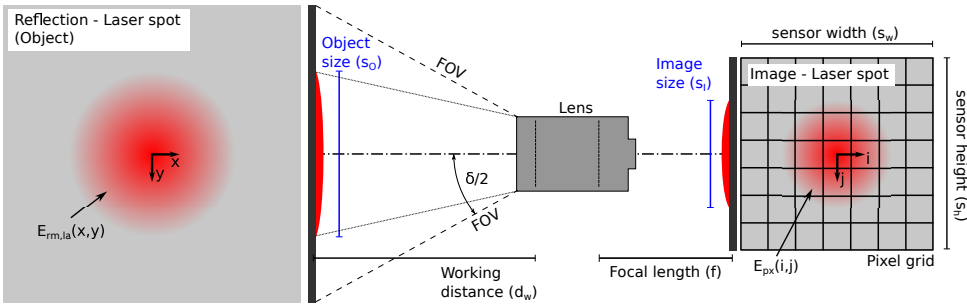 Reflection - Laser spot
(Object)
x
y
E_rm,la(x,y)
Object
size (s_O)
FOV
δ/2
FOV
Lens
Working
distance (d_w)
Focal length (f)
Image
size (s_I)
sensor width (s_w)
Image - Laser spot
i
j
E_px(i,j)
Pixel grid
sensor height (s_h)